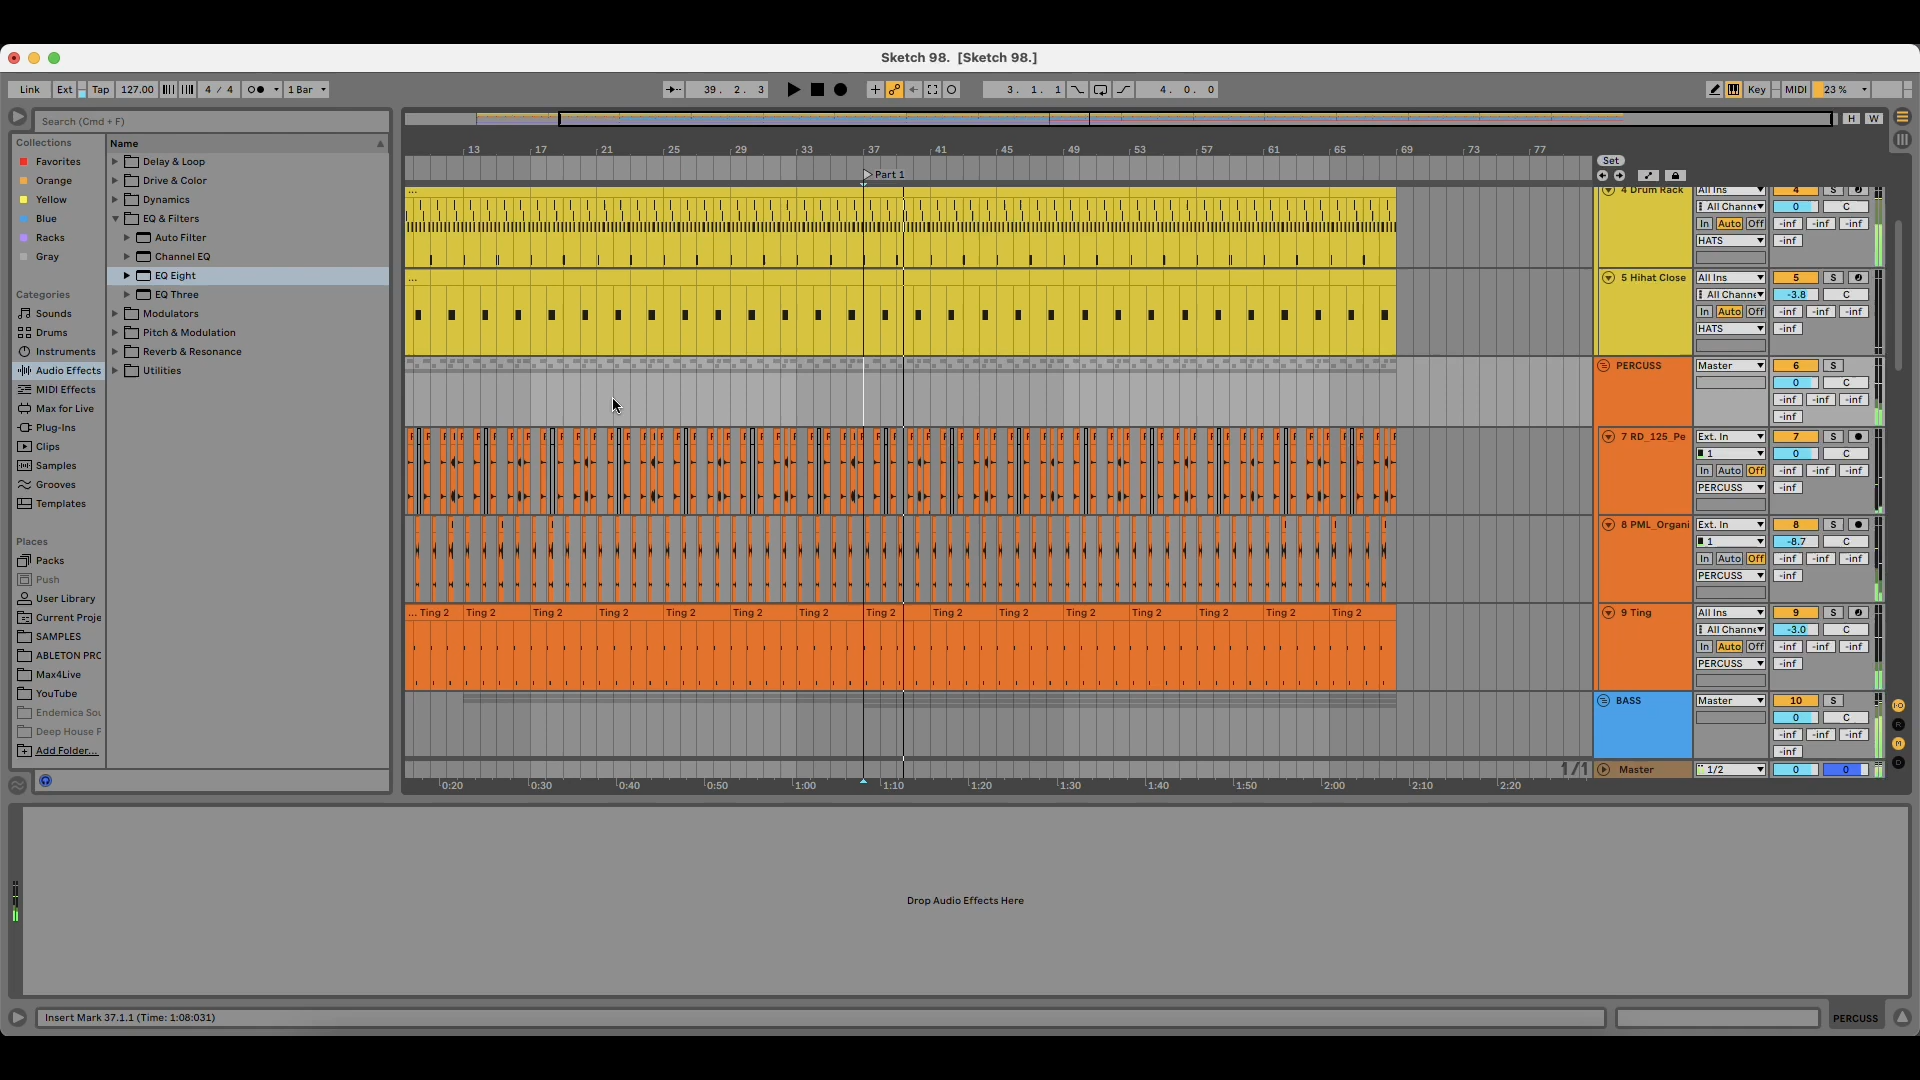 Sketch 98.  [Sketch 98.]
Link Ext Tap 127.00 4 / 4 1 Bar 39. 2. 3 3. 1. 1 4. 0. 0 Key MIDI 23 %
Search (Cmd + F)
H W
Collections
Favorites
Orange
Yellow
Blue
Racks
Gray
Categories
Sounds
Drums
Instruments
Audio Effects
MIDI Effects
Max for Live
Plug-Ins
Clips
Samples
Grooves
Templates
Places
Packs
Push
User Library
Current Proje
SAMPLES
ABLETON PRC
Max4Live
YouTube
Endemica Sou
Deep House F
Add Folder...
Name
Delay & Loop
Drive & Color
Dynamics
EQ & Filters
Auto Filter
Channel EQ
EQ Eight
EQ Three
Modulators
Pitch & Modulation
Reverb & Resonance
Utilities
13 17 21 25 29 33 37 41 45 49 53 57 61 65 69 73 77
Set
Part 1
4 Drum Rack All Ins 4 S
All Channe 0 C
In Auto Off -inf -inf -inf
HATS -inf
5 Hihat Close All Ins 5 S
All Channe -3.8 C
In Auto Off -inf -inf -inf
HATS -inf
PERCUSS Master 6 S
0 C
-inf -inf -inf
-inf
7 RD_125_Pe Ext. In 7 S
1 0 C
In Auto Off -inf -inf -inf
PERCUSS -inf
8 PML_Organi Ext. In 8 S
1 -8.7 C
In Auto Off -inf -inf -inf
PERCUSS -inf
... Ting 2 Ting 2 Ting 2 Ting 2 Ting 2 Ting 2 Ting 2 Ting 2 Ting 2 Ting 2 Ting 2 Ting 2 Ting 2 Ting 2 Ting 2
9 Ting All Ins 9 S
All Channe -3.0 C
In Auto Off -inf -inf -inf
PERCUSS -inf
BASS Master 10 S
0 C
-inf -inf -inf
-inf
1/1 Master 1/2 0 0
0:20 0:30 0:40 0:50 1:00 1:10 1:20 1:30 1:40 1:50 2:00 2:10 2:20
Drop Audio Effects Here
Insert Mark 37.1.1 (Time: 1:08:031)
PERCUSS